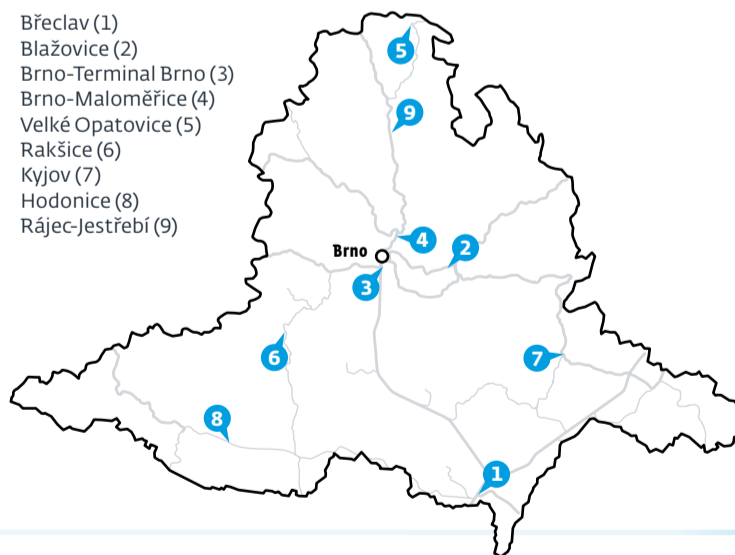 Břeclav (1)
Blažovice (2)
Brno-Terminal Brno (3)
Brno-Maloměřice (4)
Velké Opatovice (5)
Rakšice (6)
Kyjov (7)
Hodonice (8)
Rájec-Jestřebí (9)
5
9
4
Brno
2
3
6
7
8
1